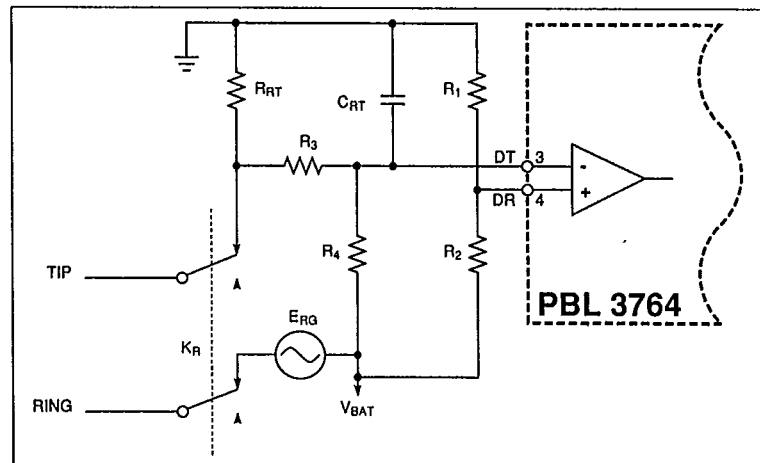 R_RT
C_RT
R_1
R_3
DT
3
-
DR
4
+
TIP
R_4
R_2
PBL 3764
E_RG
K_R
RING
V_BAT
A
A